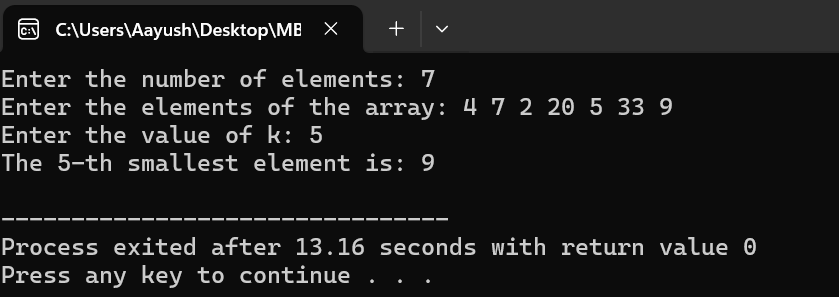 C:\Users\Aayush\Desktop\MB
Enter the number of elements: 7
Enter the elements of the array: 4 7 2 20 5 33 9
Enter the value of k: 5
The 5-th smallest element is: 9
--------------------------------
Process exited after 13.16 seconds with return value 0
Press any key to continue . . .